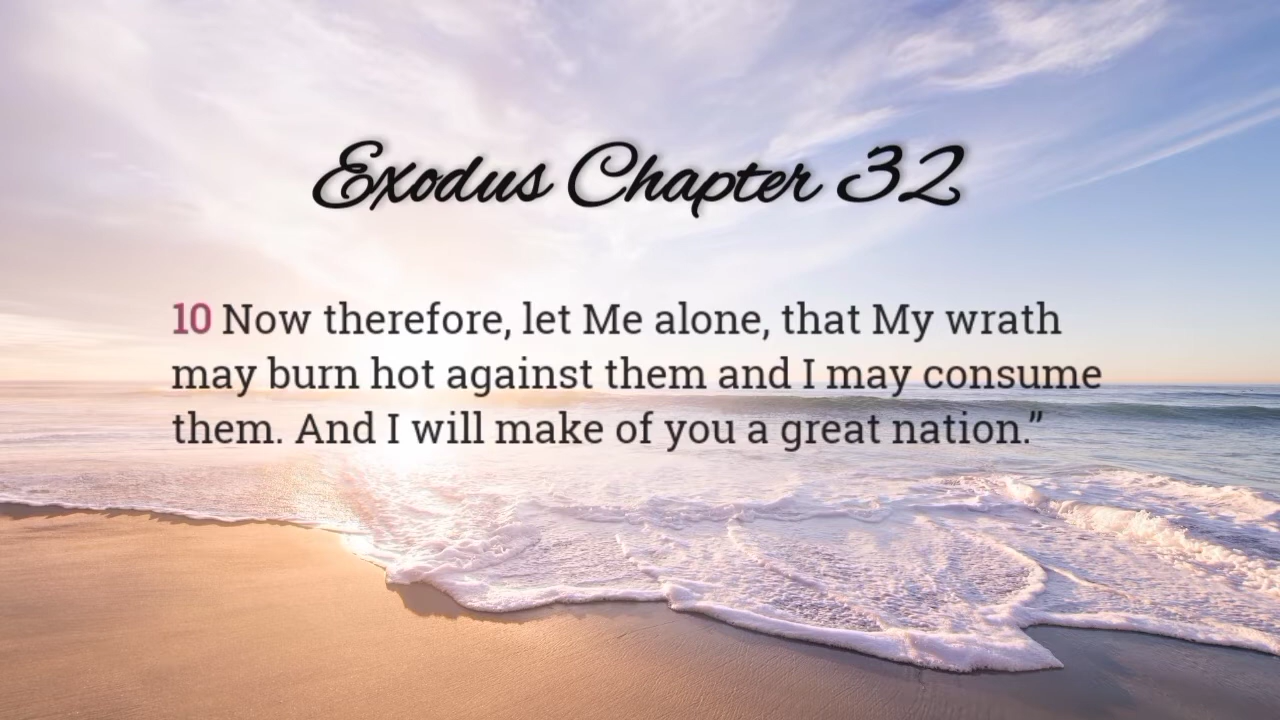 Exodus Chapter 32
10 Now therefore, let Me alone, that My wrath
may burn hot against them and I may consume
them. And I will make of you a great nation.”